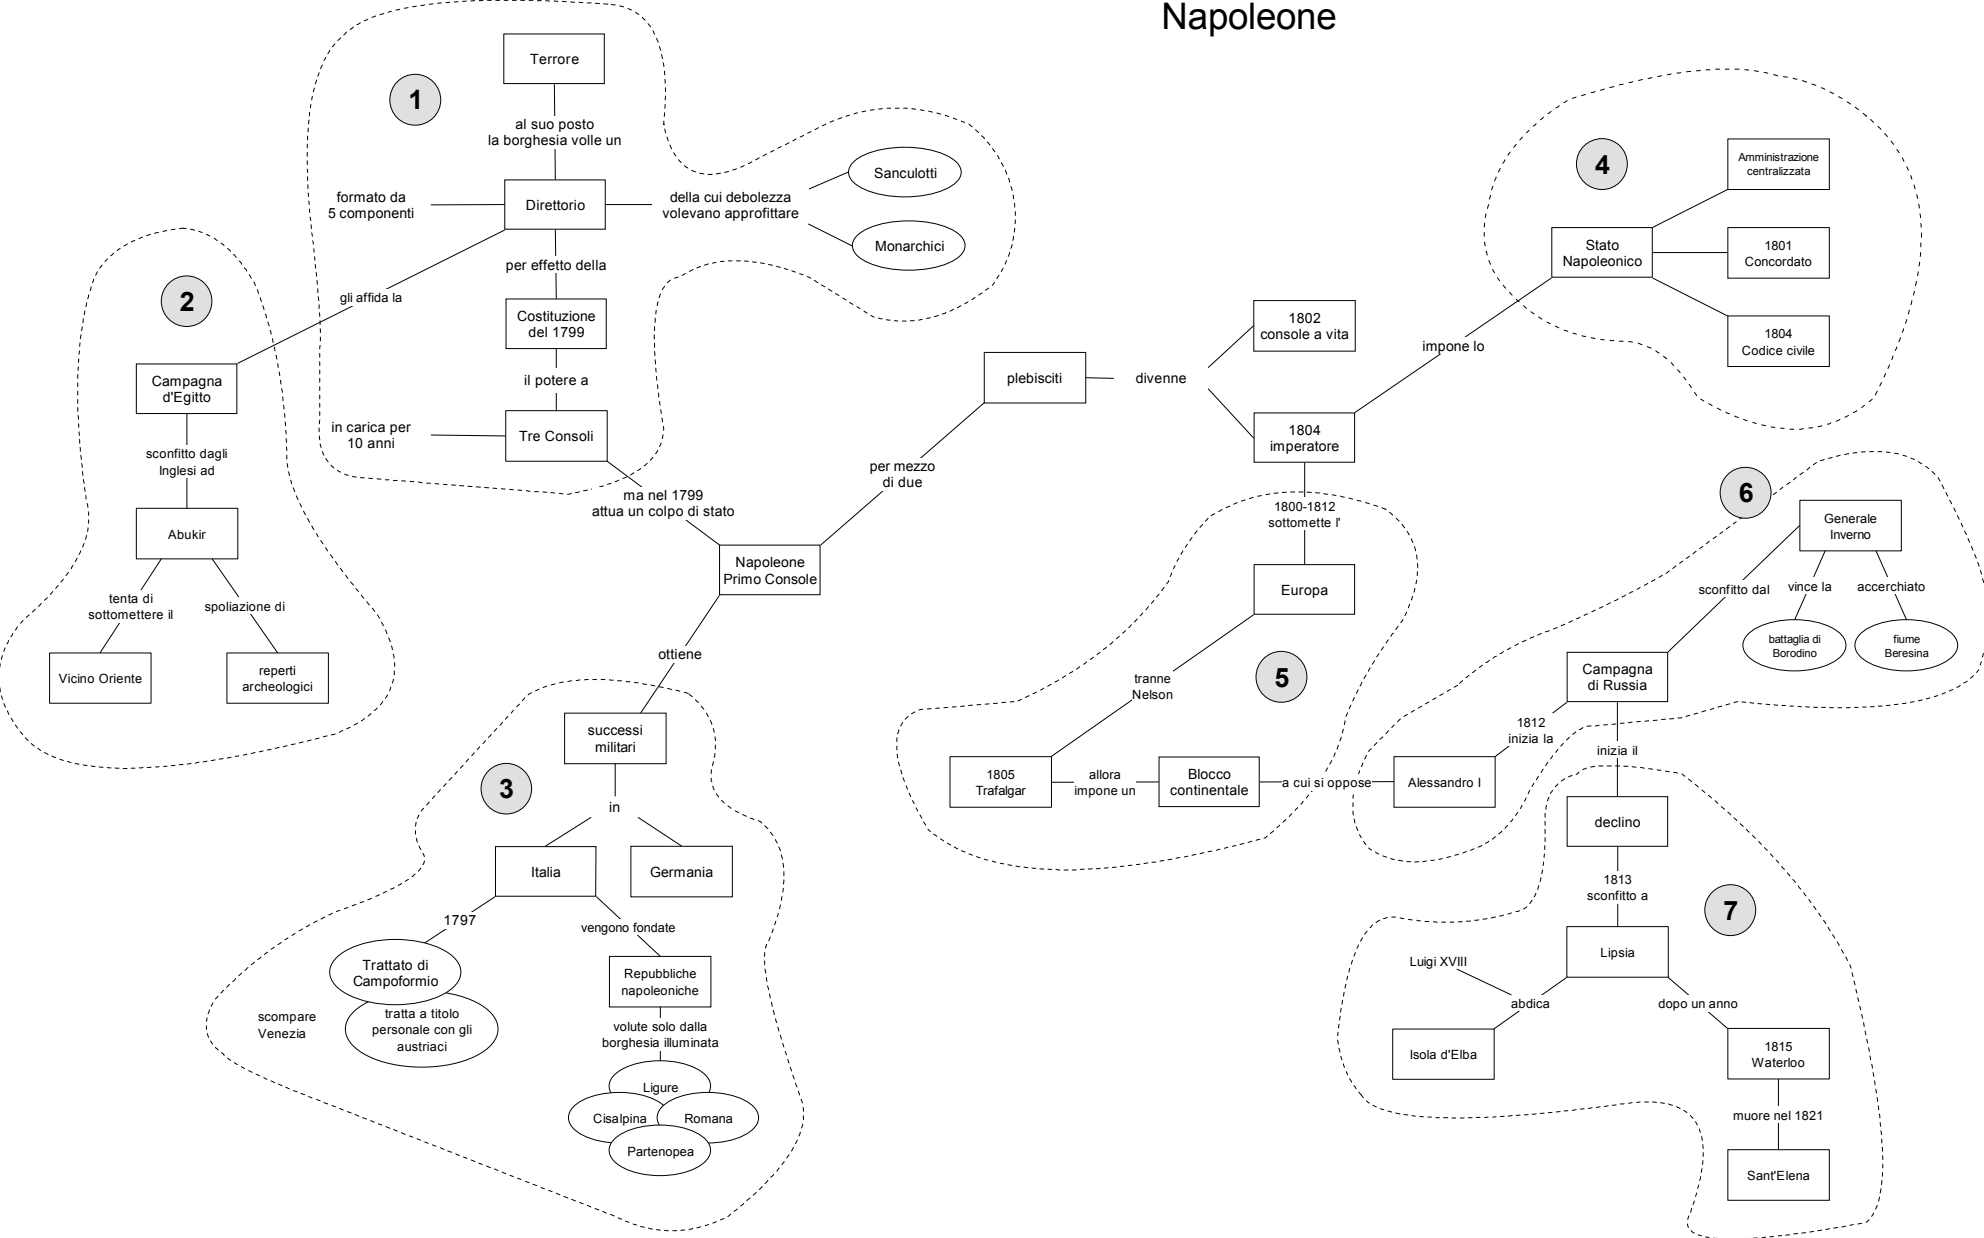 Napoleone
1
Terrore
al suo posto
la borghesia volle un
formato da
5 componenti
Direttorio
della cui debolezza
volevano approfittare
Sanculotti
Monarchici
per effetto della
Costituzione
del 1799
il potere a
in carica per
10 anni
Tre Consoli
gli affida la
2
Campagna
d'Egitto
sconfitto dagli
Inglesi ad
Abukir
tenta di
sottomettere il
spoliazione di
Vicino Oriente
reperti
archeologici
ma nel 1799
attua un colpo di stato
Napoleone
Primo Console
ottiene
3
successi
militari
in
Italia
Germania
1797
vengono fondate
Trattato di
Campoformio
tratta a titolo
personale con gli
austriaci
scompare
Venezia
Repubbliche
napoleoniche
volute solo dalla
borghesia illuminata
Ligure
Cisalpina
Romana
Partenopea
per mezzo
di due
plebisciti
divenne
1802
console a vita
1804
imperatore
impone lo
4
Stato
Napoleonico
Amministrazione
centralizzata
1801
Concordato
1804
Codice civile
1800-1812
sottomette l'
Europa
5
tranne
Nelson
1805
Trafalgar
allora
impone un
Blocco
continentale
a cui si oppose
Alessandro I
1812
inizia la
6
Campagna
di Russia
sconfitto dal
Generale
Inverno
vince la
accerchiato
battaglia di
Borodino
fiume
Beresina
inizia il
declino
7
1813
sconfitto a
Lipsia
Luigi XVIII
abdica
Isola d'Elba
dopo un anno
1815
Waterloo
muore nel 1821
Sant'Elena